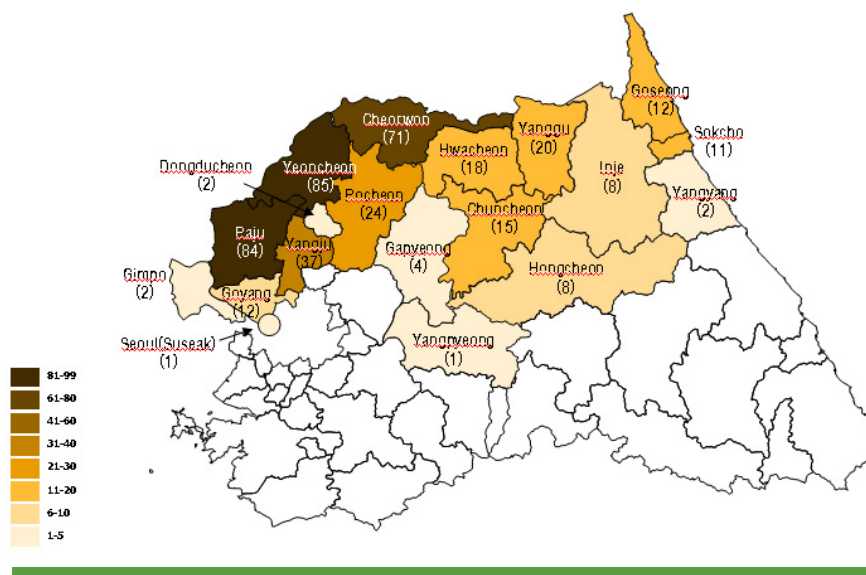 Goseong
(12)
Cheorwon
(71)
Yanggu
(20)
Sokcho
(11)
Hwacheon
(18)
Dongducheon
(2)
Yeoncheon
(85)
Inje
(8)
Pocheon
(24)
Yangyang
(2)
Chuncheon
(15)
Paju
(84)
Yangju
(37)
Gapyeong
(4)
Gimpo
(2)
Hongcheon
(8)
Goyang
(12)
Seoul(Suseak)
(1)
Yangpyeong
(1)
81-99
61-80
41-60
31-40
21-30
11-20
6-10
1-5